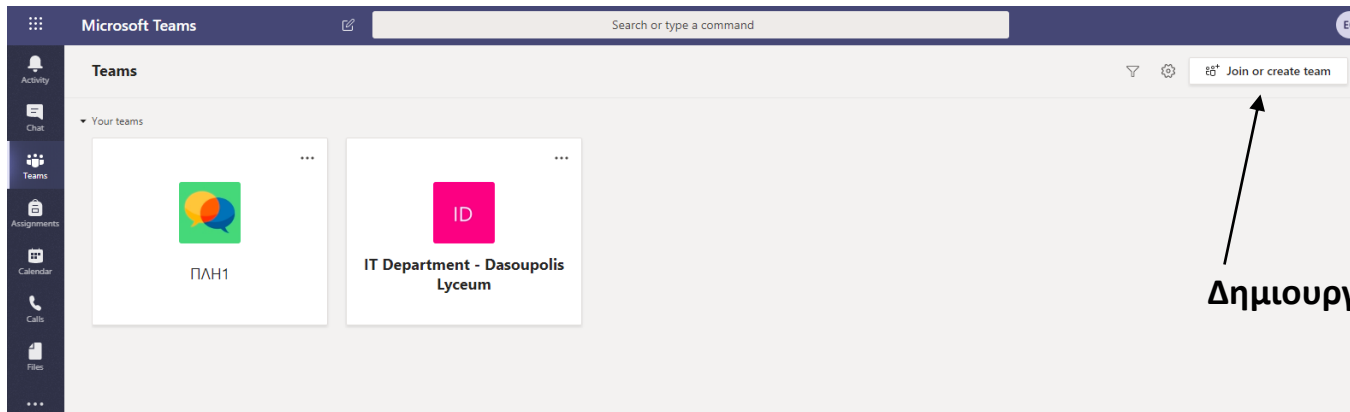 Microsoft Teams
Search or type a command
Activity
Chat
Teams
Assignments
Calendar
Calls
Files
Teams
Join or create team
Your teams
ΠΛΗ1
ID
IT Department - Dasoupolis
Lyceum